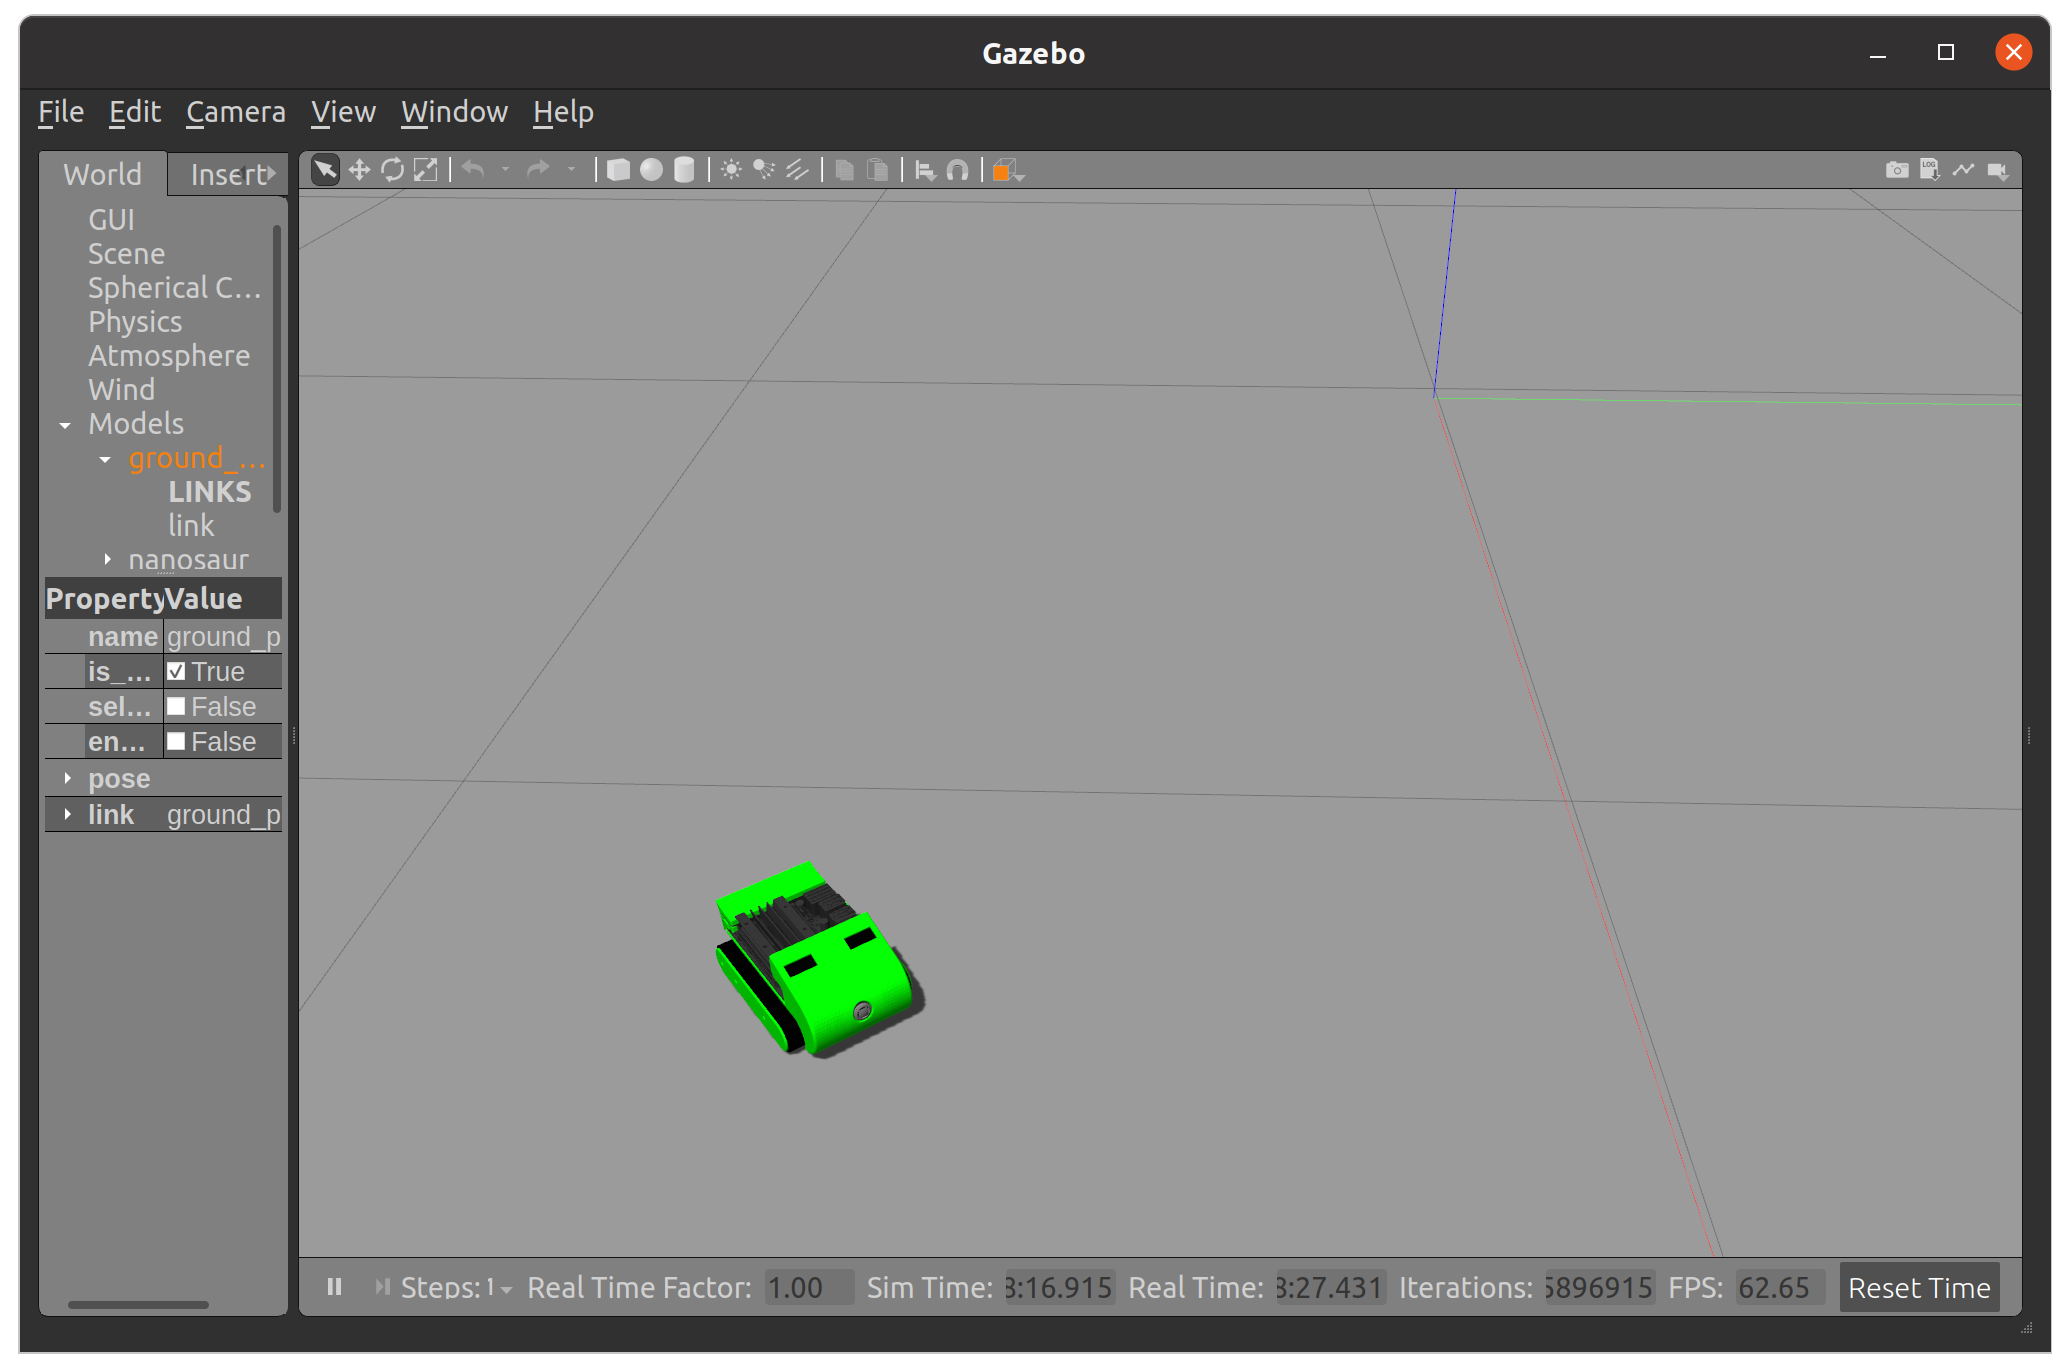 Gazebo
File Edit Camera View Window Help
World Insert
GUI
Scene
Spherical C...
Physics
Atmosphere
Wind
Models
ground_...
LINKS
link
nanosaur
Property Value
name ground_p
is_... True
sel... False
en... False
pose
link ground_p
LOG
Steps: 1 Real Time Factor: 1.00 Sim Time: 3:16.915 Real Time: 3:27.431 Iterations: 5896915 FPS: 62.65 Reset Time